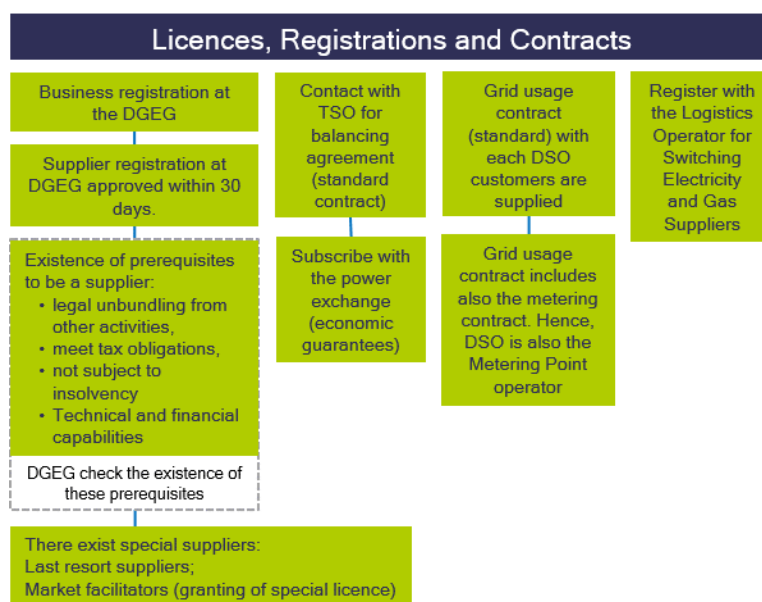 Licences, Registrations and Contracts
Business registration at
the DGEG
Supplier registration at
DGEG approved within 30
days.
Existence of prerequisites
to be a supplier:
• legal unbundling from
other activities,
• meet tax obligations,
• not subject to
insolvency
• Technical and financial
capabilities
DGEG check the existence of
these prerequisites
There exist special suppliers:
Last resort suppliers;
Market facilitators (granting of special licence)
Contact with
TSO for
balancing
agreement
(standard
contract)
Subscribe with
the power
exchange
(economic
guarantees)
Grid usage
contract
(standard) with
each DSO
customers are
supplied
Grid usage
contract includes
also the metering
contract. Hence,
DSO is also the
Metering Point
operator
Register with
the Logistics
Operator for
Switching
Electricity
and Gas
Suppliers